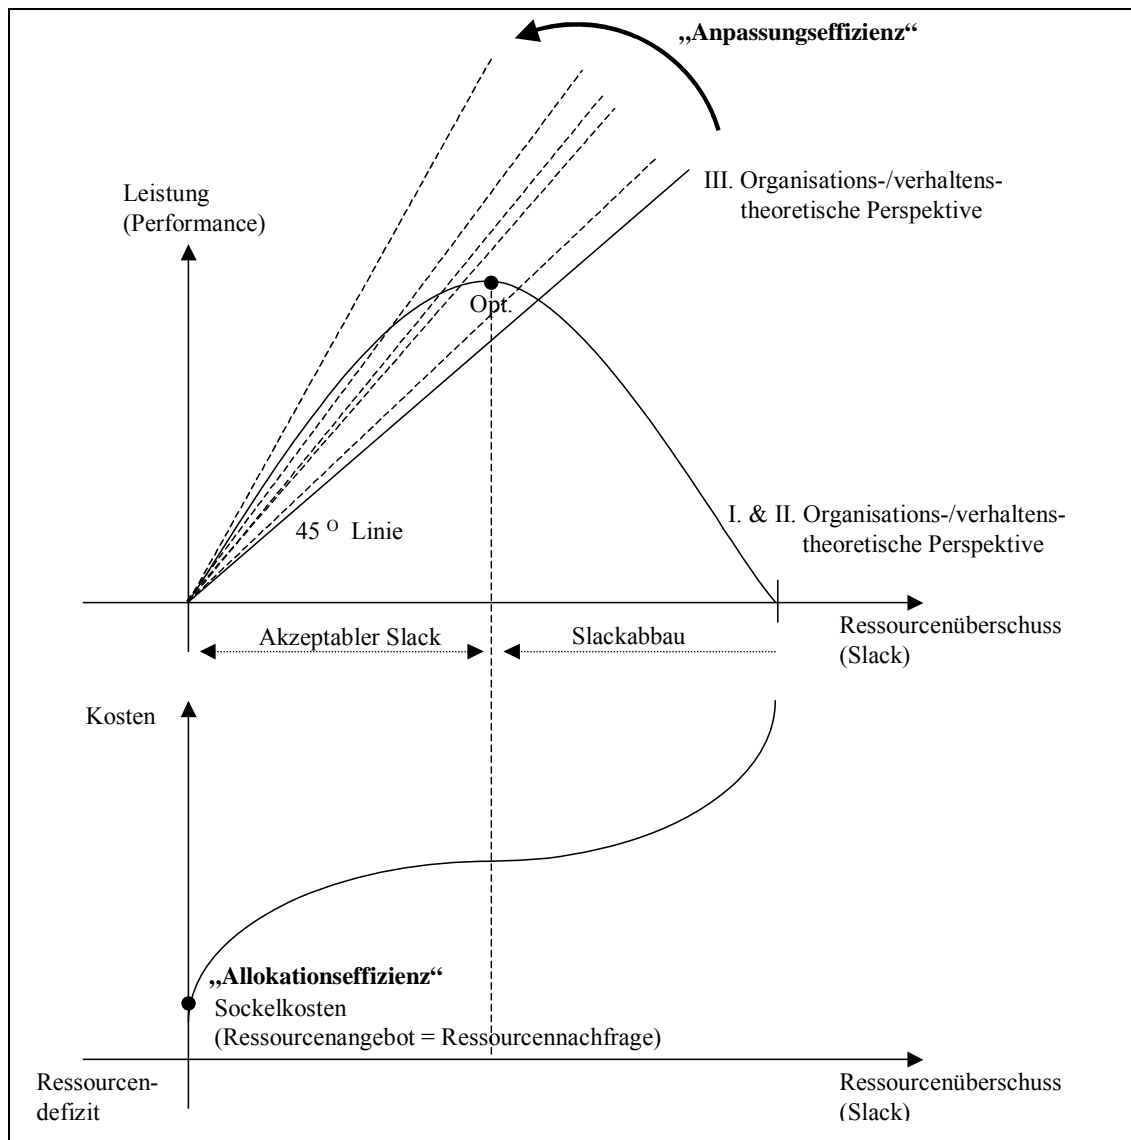 „Anpassungseffizienz“
III. Organisations-/verhaltens-
theoretische Perspektive
Leistung
(Performance)
Opt.
45 O Linie
I. & II. Organisations-/verhaltens-
theoretische Perspektive
Akzeptabler Slack
Slackabbau
Ressourcenüberschuss
(Slack)
Kosten
„Allokationseffizienz“
Sockelkosten
(Ressourcenangebot = Ressourcennachfrage)
Ressourcen-
defizit
Ressourcenüberschuss
(Slack)